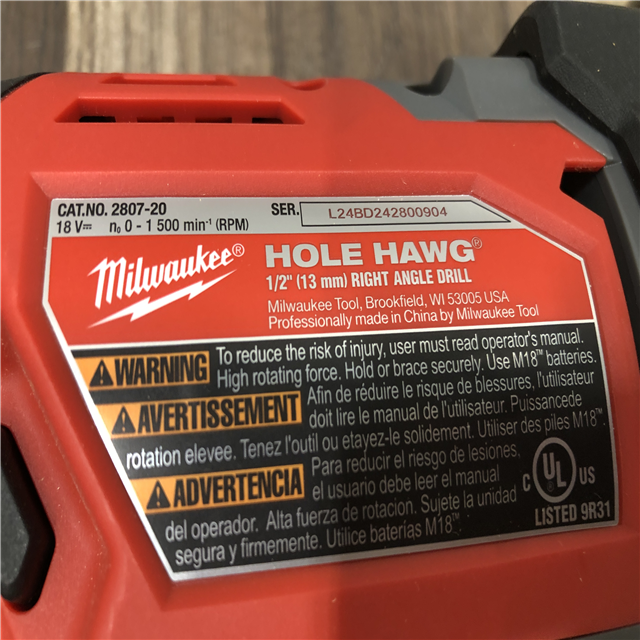 CAT.NO. 2807-20
18 V⎓ n₀ 0 - 1 500 min⁻¹ (RPM)
SER. L24BD242800904
Milwaukee®
HOLE HAWG®
1/2" (13 mm) RIGHT ANGLE DRILL
Milwaukee Tool, Brookfield, WI 53005 USA
Professionally made in China by Milwaukee Tool
WARNING To reduce the risk of injury, user must read operator's manual.
High rotating force. Hold or brace securely. Use M18™ batteries.
AVERTISSEMENT Afin de réduire le risque de blessures, l'utilisateur
doit lire le manuel de l'utilisateur. Puissancede
rotation elevee. Tenez l'outil ou etayez-le solidement. Utiliser des piles M18™.
ADVERTENCIA Para reducir el riesgo de lesiones,
el usuario debe leer el manual
del operador. Alta fuerza de rotacion. Sujete la unidad
segura y firmemente. Utilice baterías M18™.
C UL US
LISTED 9R31